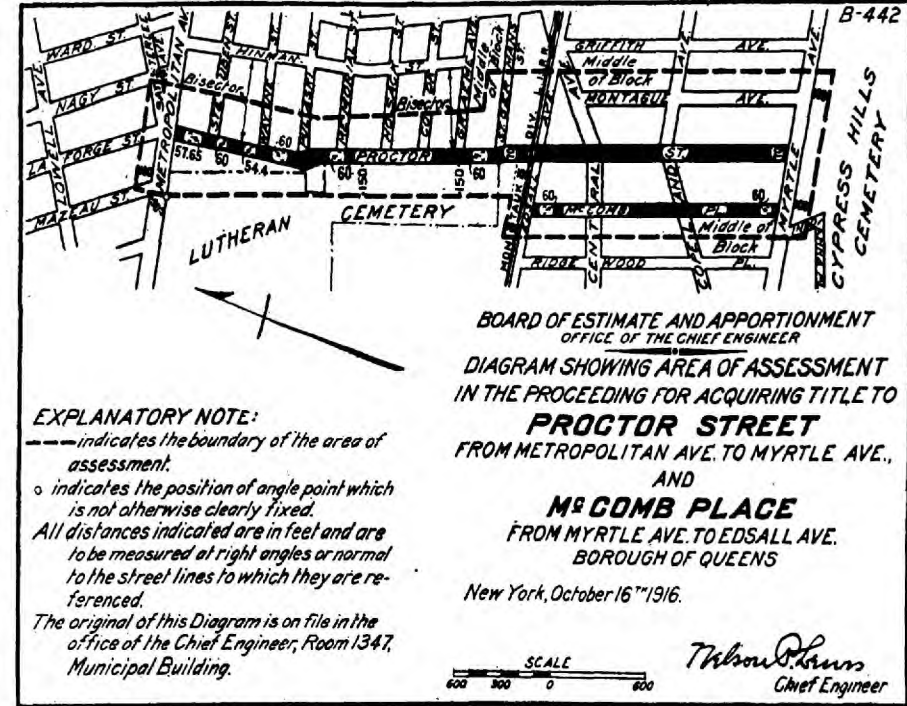 B-442
WARD ST.
NAGY ST.
LA FORGE ST.
MAZEAU ST.
LOWELL AVE.
METROPOLITAN AVE.
HINMAN ST.
Bisector
Bisector
Middle of Block
GRIFFITH AVE.
Middle of Block
MONTAGUE AVE.
57.65
60
54.4
60
60
60
150
150
PROCTOR ST.
60
McCOMB PL.
60
Middle of Block
RIDGEWOOD PL.
CENTRAL AVE.
MYRTLE AVE.
CYPRESS HILLS CEMETERY
LUTHERAN CEMETERY
BOARD OF ESTIMATE AND APPORTIONMENT
OFFICE OF THE CHIEF ENGINEER
DIAGRAM SHOWING AREA OF ASSESSMENT
IN THE PROCEEDING FOR ACQUIRING TITLE TO
PROCTOR STREET
FROM METROPOLITAN AVE. TO MYRTLE AVE.,
AND
McCOMB PLACE
FROM MYRTLE AVE. TO EDSALL AVE.
BOROUGH OF QUEENS
New York, October 16TH 1916.
EXPLANATORY NOTE:
indicates the boundary of the area of
assessment.
indicates the position of angle point which
is not otherwise clearly fixed.
All distances indicated are in feet and are
to be measured at right angles or normal
to the street lines to which they are re-
ferenced.
The original of this Diagram is on file in the
office of the Chief Engineer, Room 1347,
Municipal Building.
SCALE
600 300 0 600
Nelson P. Lewis
Chief Engineer